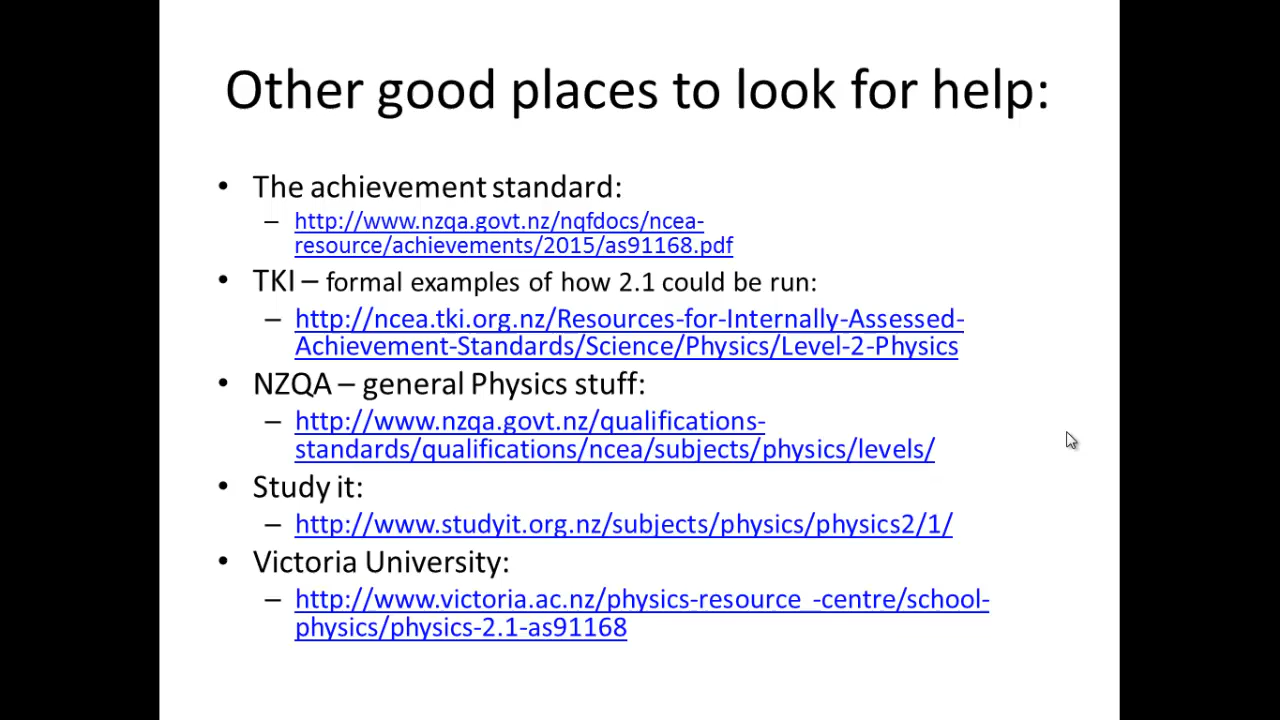 Other good places to look for help:
• The achievement standard:
– http://www.nzqa.govt.nz/nqfdocs/ncea-
resource/achievements/2015/as91168.pdf
• TKI – formal examples of how 2.1 could be run:
– http://ncea.tki.org.nz/Resources-for-Internally-Assessed-
Achievement-Standards/Science/Physics/Level-2-Physics
• NZQA – general Physics stuff:
– http://www.nzqa.govt.nz/qualifications-
standards/qualifications/ncea/subjects/physics/levels/
• Study it:
– http://www.studyit.org.nz/subjects/physics/physics2/1/
• Victoria University:
– http://www.victoria.ac.nz/physics-resource -centre/school-
physics/physics-2.1-as91168